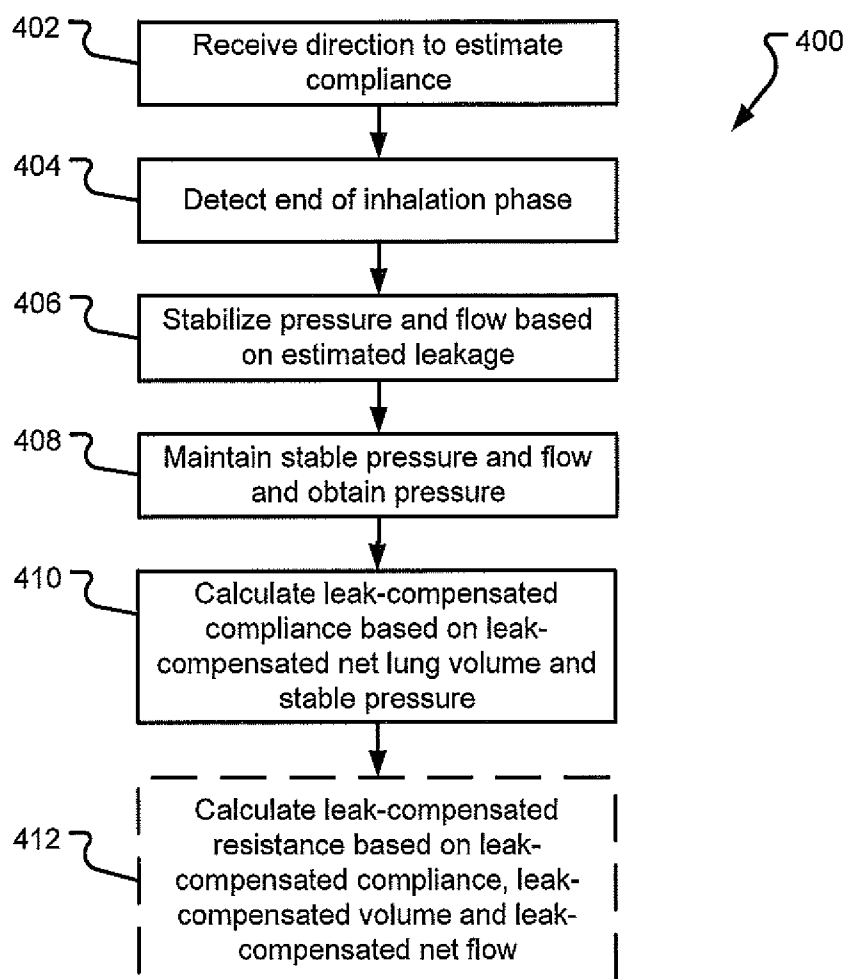 402
Receive direction to estimate
compliance
400
404
Detect end of inhalation phase
406
Stabilize pressure and flow based
on estimated leakage
408
Maintain stable pressure and flow
and obtain pressure
410
Calculate leak-compensated
compliance based on leak-
compensated net lung volume and
stable pressure
412
Calculate leak-compensated
resistance based on leak-
compensated compliance, leak-
compensated volume and leak-
compensated net flow